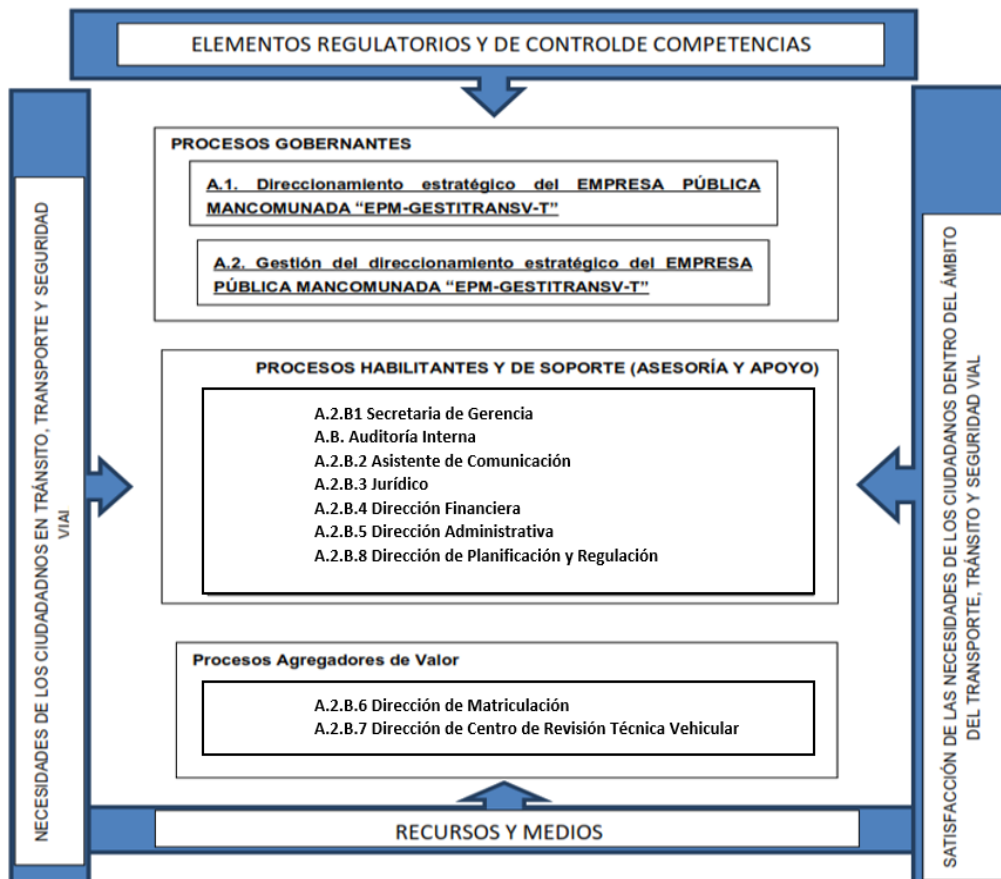 ELEMENTOS REGULATORIOS Y DE CONTROLDE COMPETENCIAS
NECESIDADES DE LOS CIUDADADNOS EN TRÁNSITO, TRANSPORTE Y SEGURIDAD
VIAl
PROCESOS GOBERNANTES
A.1. Direccionamiento estratégico del EMPRESA PÚBLICA
MANCOMUNADA “EPM-GESTITRANSV-T”
A.2. Gestión del direccionamiento estratégico del EMPRESA
PÚBLICA MANCOMUNADA “EPM-GESTITRANSV-T”
PROCESOS HABILITANTES Y DE SOPORTE (ASESORÍA Y APOYO)
A.2.B1 Secretaria de Gerencia
A.B. Auditoría Interna
A.2.B.2 Asistente de Comunicación
A.2.B.3 Jurídico
A.2.B.4 Dirección Financiera
A.2.B.5 Dirección Administrativa
A.2.B.8 Dirección de Planificación y Regulación
Procesos Agregadores de Valor
A.2.B.6 Dirección de Matriculación
A.2.B.7 Dirección de Centro de Revisión Técnica Vehicular
SATISFACCIÓN DE LAS NECESIDADES DE LOS CIUDADANOS DENTRO DEL ÁMBITO
DEL TRANSPORTE, TRÁNSITO Y SEGURIDAD VIAL
RECURSOS Y MEDIOS